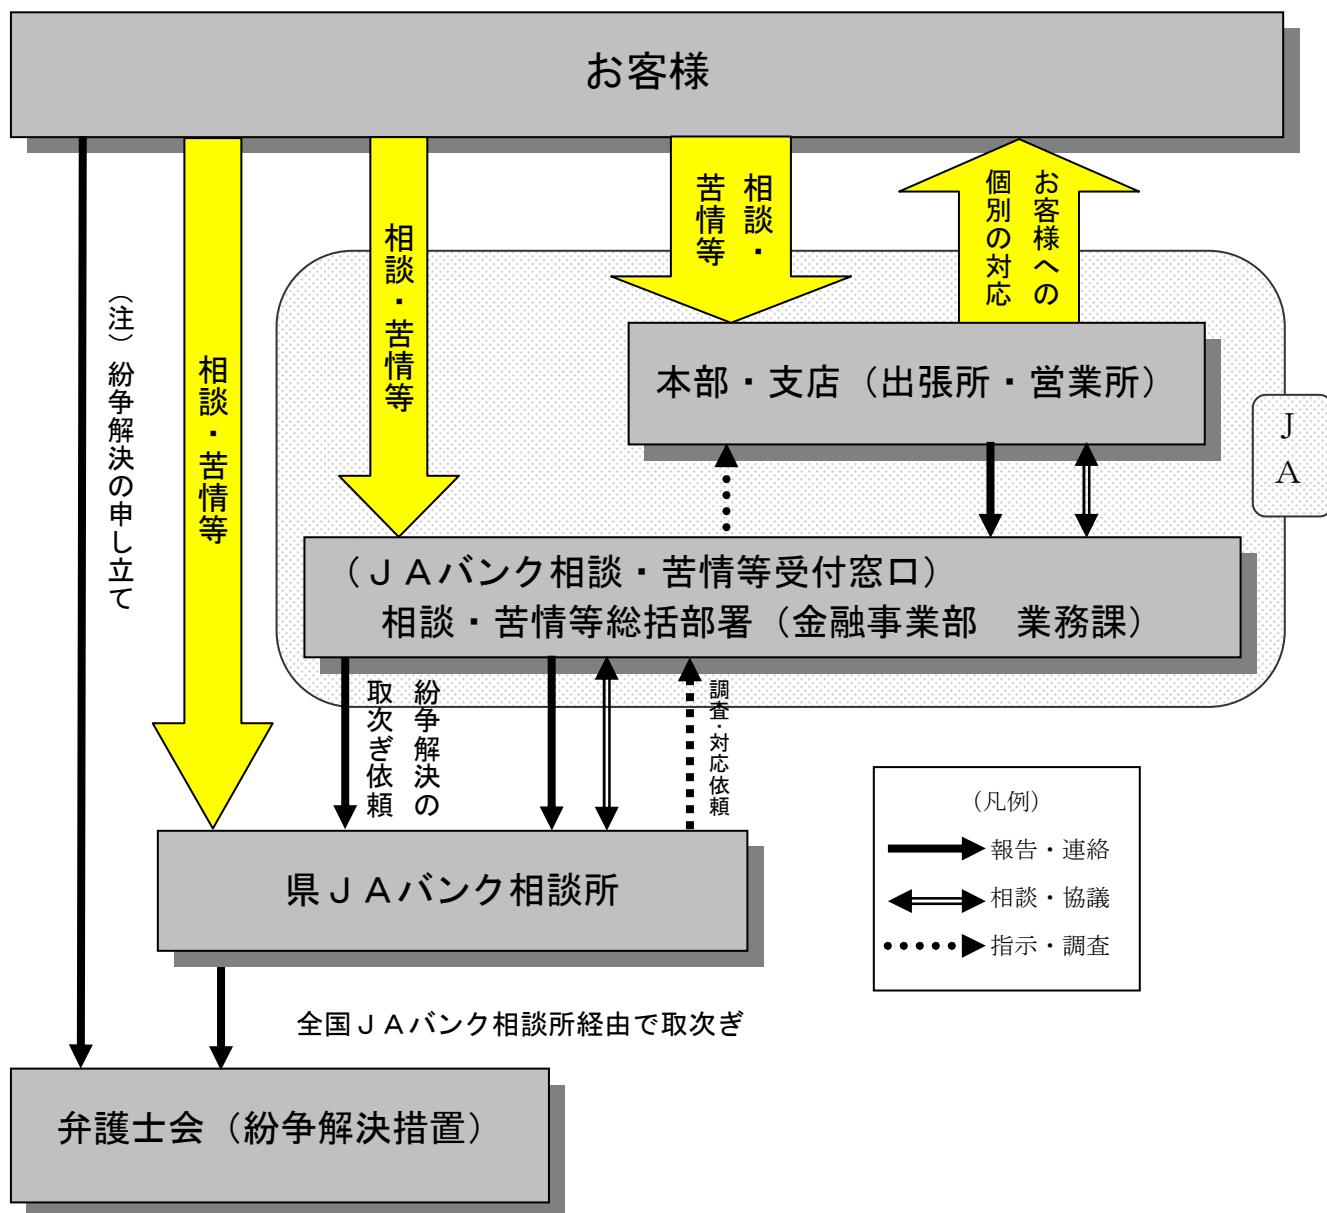 お客様
(注)紛争解決の申し立て
相談・苦情等
相談・苦情等
相談・
苦情等
お客様への
個別の対応
本部・支店(出張所・営業所)
J
A
(JAバンク相談・苦情等受付窓口)
相談・苦情等総括部署(金融事業部 業務課)
紛争解決の
取次ぎ依頼
調査・対応依頼
県JAバンク相談所
(凡例)
報告・連絡
相談・協議
指示・調査
全国JAバンク相談所経由で取次ぎ
弁護士会(紛争解決措置)